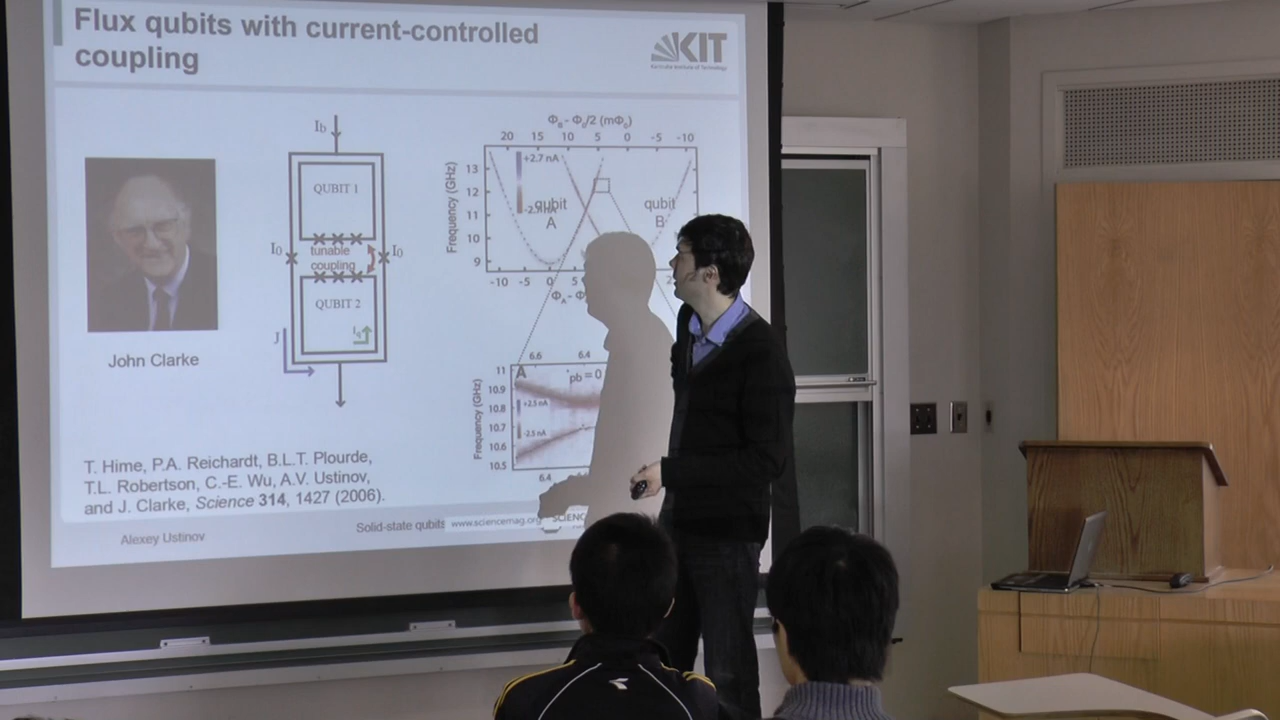 Flux qubits with current-controlled
coupling
KIT
Karlsruhe Institute of Technology
John Clarke
Ib
QUBIT 1
I0
tunable
coupling
I0
QUBIT 2
J
Φ_B - Φ_0/2 (mΦ_0)
20 15 10 5 0 -5 -10
Frequency (GHz)
13
12
11
10
9
+2.7 nA
qubit
A
qubit
B
-10 -5 0 5
6.6 6.4
Frequency (GHz)
11
10.9
10.8
10.7
10.6
10.5
A
pb = 0
+2.5 nA
-2.5 nA
6.4
T. Hime, P.A. Reichardt, B.L.T. Plourde,
T.L. Robertson, C.-E. Wu, A.V. Ustinov,
and J. Clarke, Science 314, 1427 (2006).
Alexey Ustinov
Solid-state qubits
www.sciencemag.org